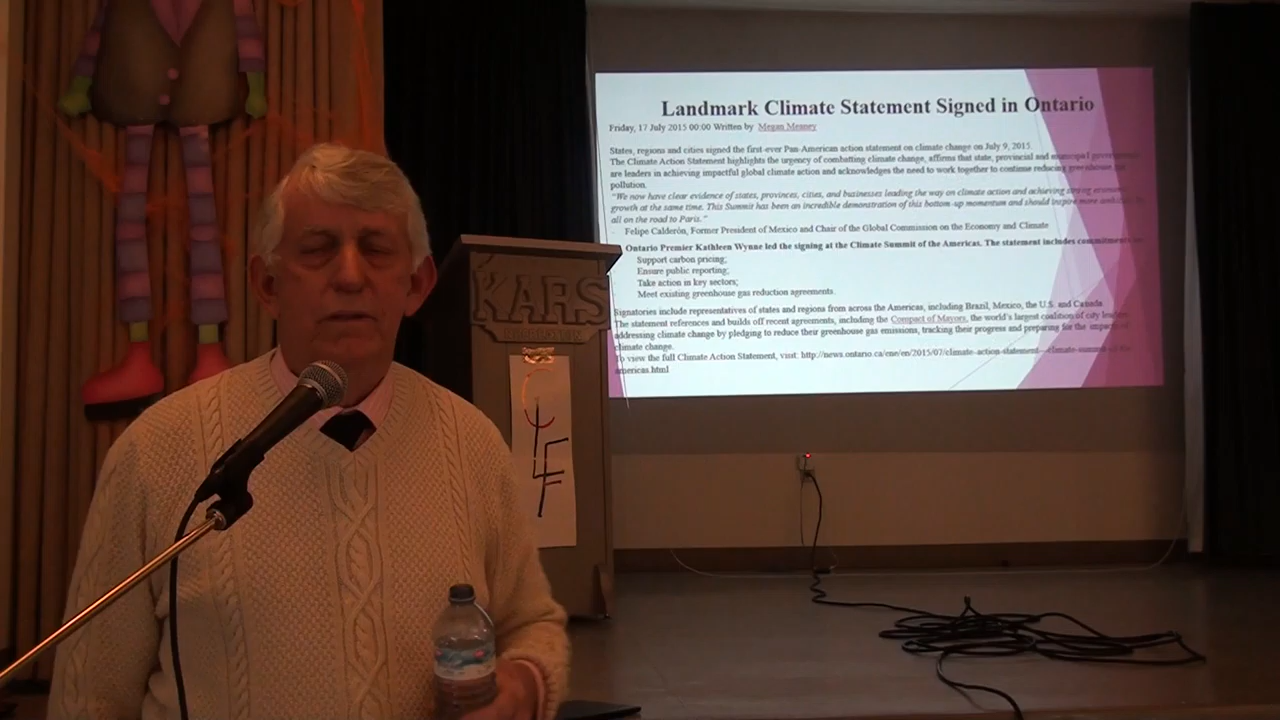 Landmark Climate Statement Signed in Ontario
Friday, 17 July 2015 00:00 Written by Megan Meaney
States, regions and cities signed the first-ever Pan-American action statement on climate change on July 9, 2015.
The Climate Action Statement highlights the urgency of combatting climate change, affirms that state, provincial and municipal
are leaders in achieving impactful global climate action and acknowledges the need to work together to continue reducing greenhouse gas
pollution.
"We now have clear evidence of states, provinces, cities, and businesses leading the way on climate action and achieving strong
growth at the same time. This Summit has been an incredible demonstration of this bottom-up momentum and should inspire more
all on the road to Paris."
Felipe Calderón, Former President of Mexico and Chair of the Global Commission on the Economy and Climate
Ontario Premier Kathleen Wynne led the signing at the Climate Summit of the Americas. The statement includes commitments
Support carbon pricing;
Ensure public reporting;
Take action in key sectors;
Meet existing greenhouse gas reduction agreements.
Signatories include representatives of states and regions from across the Americas, including Brazil, Mexico, the U.S. and Canada
The statement references and builds off recent agreements, including the Compact of Mayors, the world's largest coalition of city
addressing climate change by pledging to reduce their greenhouse gas emissions, tracking their progress and preparing for the impacts
climate change.
To view the full Climate Action Statement, visit: http://news.ontario.ca/ene/en/2015/07/climate-action-statement---climate-summit
americas.html
KARS